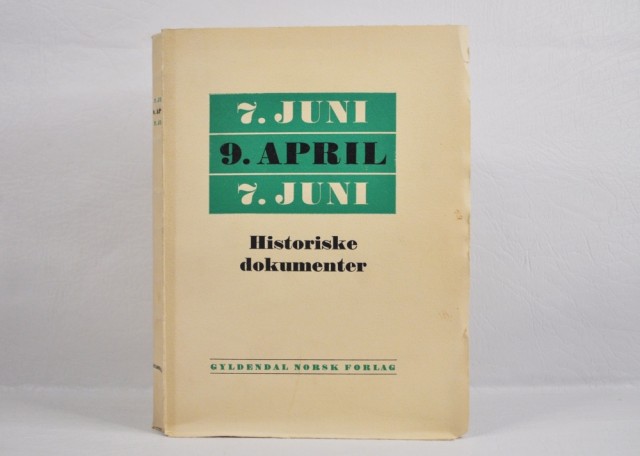 7. JUNI
9. APRIL
7. JUNI
Historiske
dokumenter
GYLDENDAL NORSK FORLAG